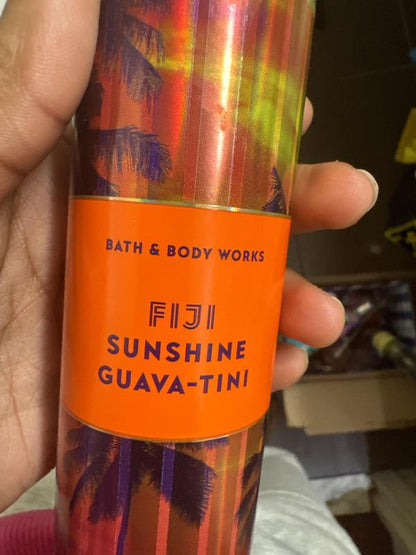 BATH & BODY WORKS
FIJI
SUNSHINE
GUAVA-TINI